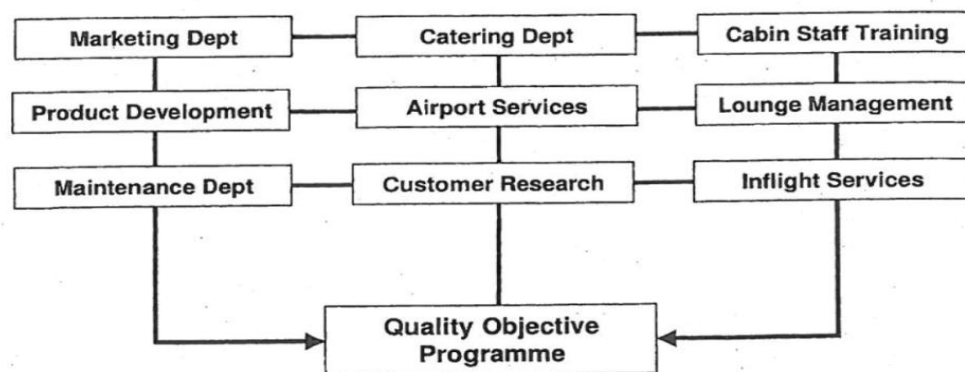 Marketing Dept
Catering Dept
Cabin Staff Training
Product Development
Airport Services
Lounge Management
Maintenance Dept
Customer Research
Inflight Services
Quality Objective
Programme